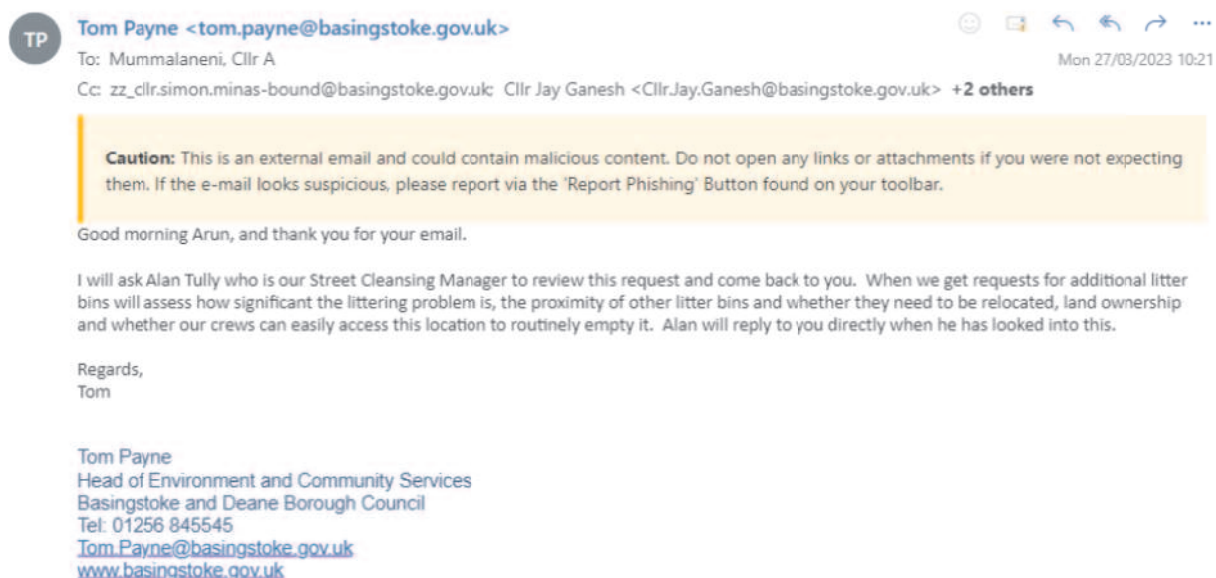 TP
Tom Payne <tom.payne@basingstoke.gov.uk>
To: Mummalaneni, Cllr A
Mon 27/03/2023 10:21
Cc: zz_cllr.simon.minas-bound@basingstoke.gov.uk; Cllr Jay Ganesh <Cllr.Jay.Ganesh@basingstoke.gov.uk> +2 others
Caution: This is an external email and could contain malicious content. Do not open any links or attachments if you were not expecting
them. If the e-mail looks suspicious, please report via the 'Report Phishing' Button found on your toolbar.
Good morning Arun, and thank you for your email.
I will ask Alan Tully who is our Street Cleansing Manager to review this request and come back to you. When we get requests for additional litter
bins will assess how significant the littering problem is, the proximity of other litter bins and whether they need to be relocated, land ownership
and whether our crews can easily access this location to routinely empty it. Alan will reply to you directly when he has looked into this.
Regards,
Tom
Tom Payne
Head of Environment and Community Services
Basingstoke and Deane Borough Council
Tel: 01256 845545
Tom.Payne@basingstoke.gov.uk
www.basingstoke.gov.uk